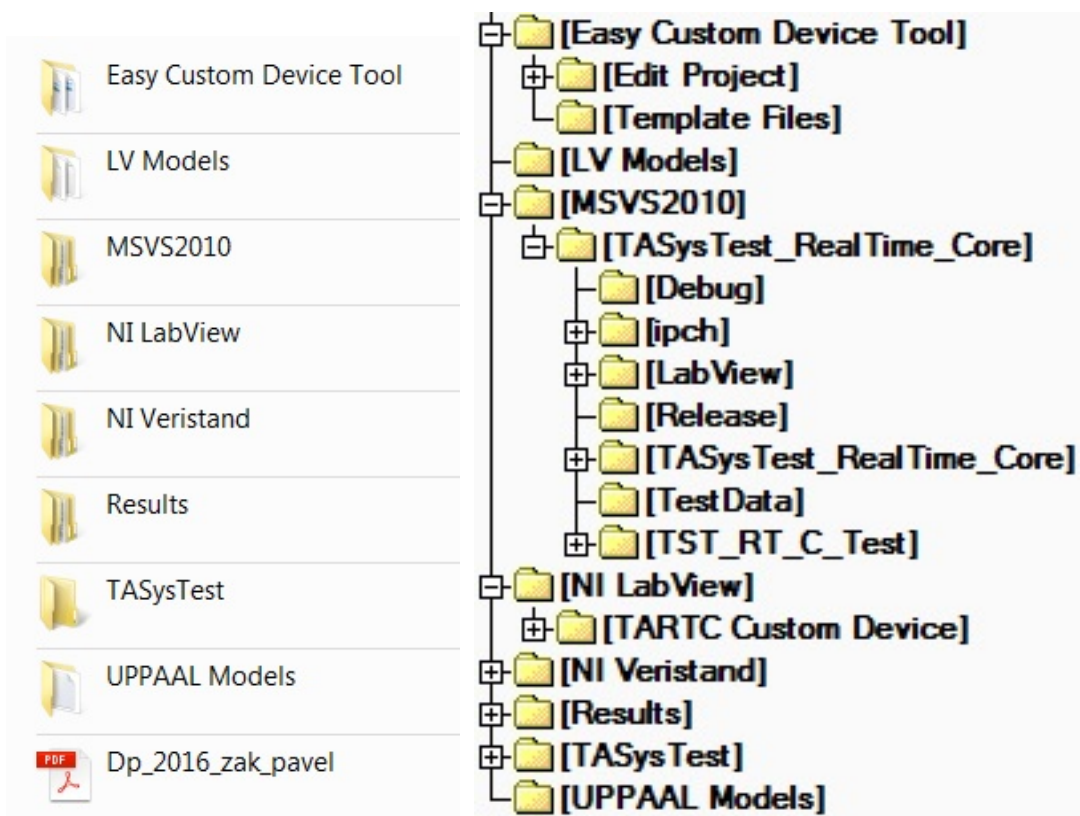 Easy Custom Device Tool
LV Models
MSVS2010
NI LabView
NI Veristand
Results
TASysTest
UPPAAL Models
PDF
Dp_2016_zak_pavel
[Easy Custom Device Tool]
[Edit Project]
[Template Files]
[LV Models]
[MSVS2010]
[TASysTest_RealTime_Core]
[Debug]
[ipch]
[LabView]
[Release]
[TASysTest_RealTime_Core]
[TestData]
[TST_RT_C_Test]
[NI LabView]
[TARTC Custom Device]
[NI Veristand]
[Results]
[TASysTest]
[UPPAAL Models]